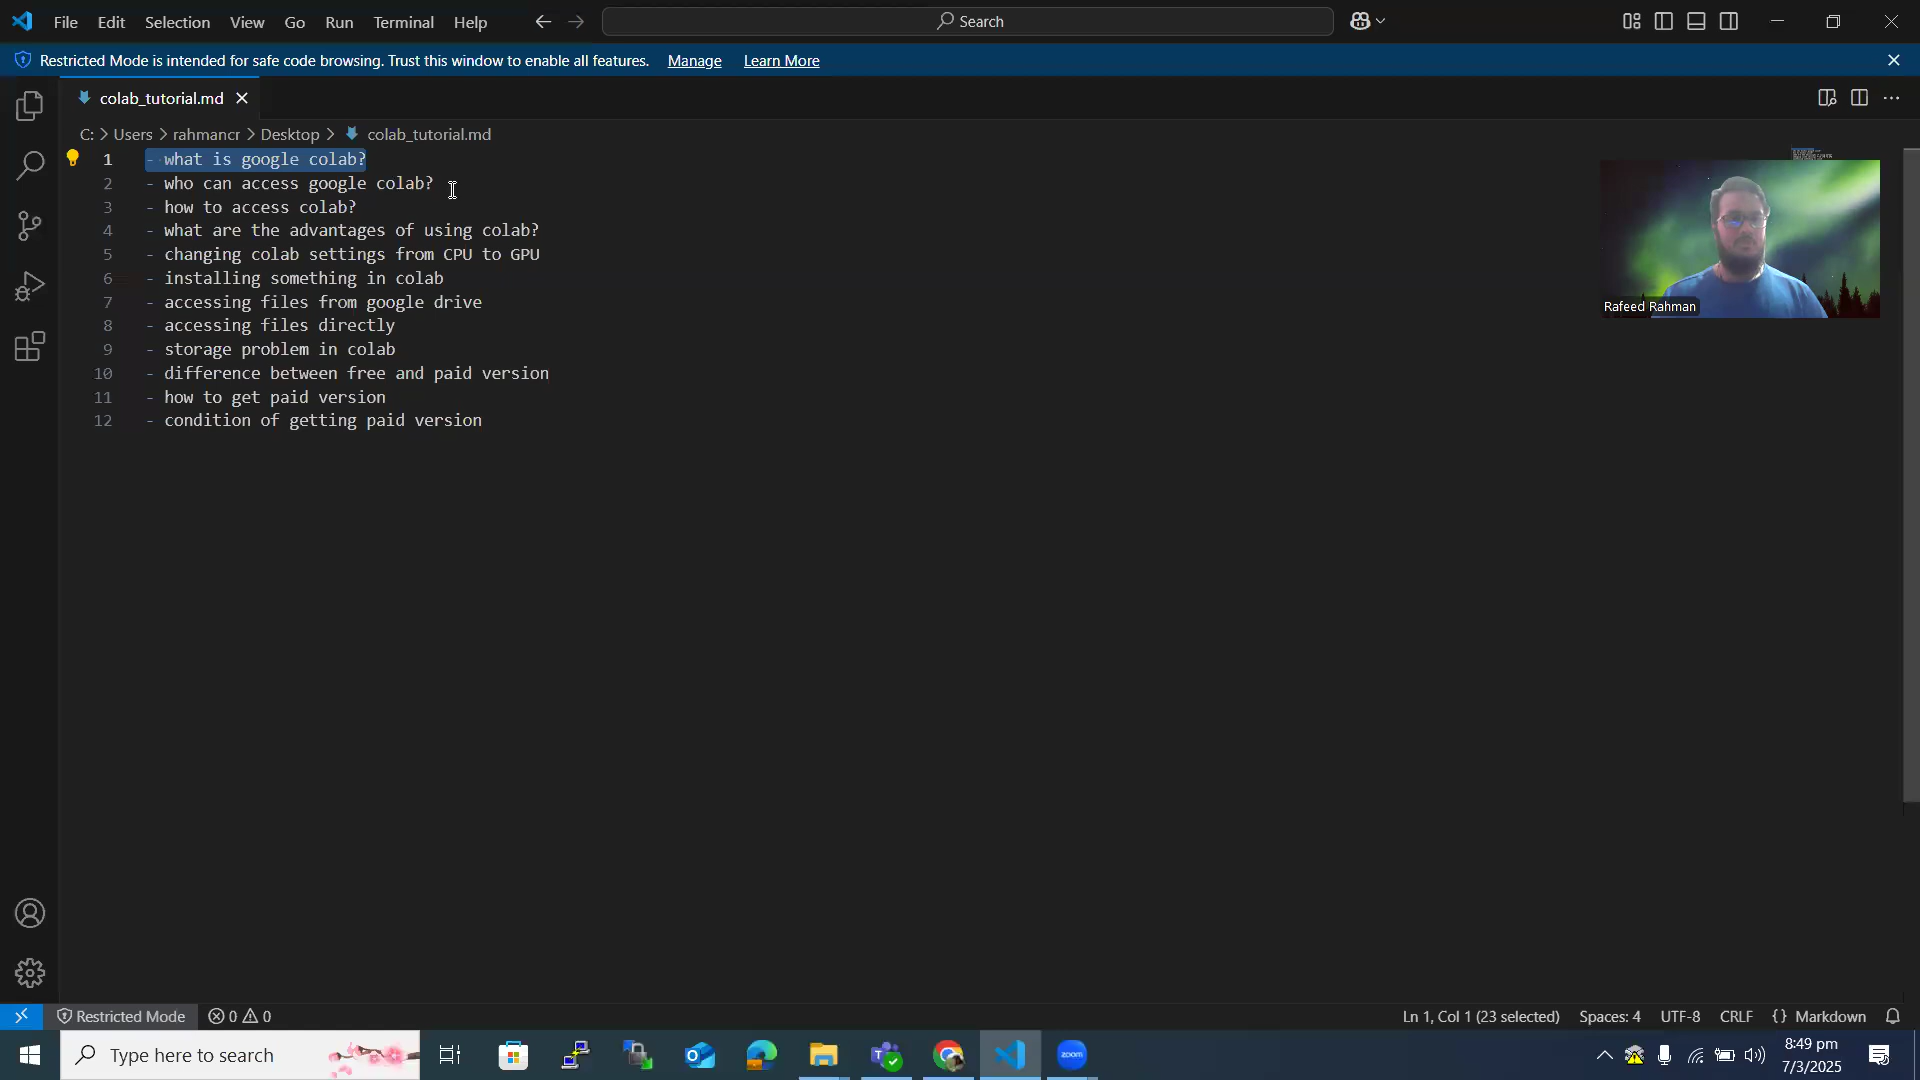 File Edit Selection View Go Run Terminal Help Search
Restricted Mode is intended for safe code browsing. Trust this window to enable all features. Manage Learn More
colab_tutorial.md
C: > Users > rahmancr > Desktop > colab_tutorial.md
1 - what is google colab?
2 - who can access google colab?
3 - how to access colab?
4 - what are the advantages of using colab?
5 - changing colab settings from CPU to GPU
6 - installing something in colab
7 - accessing files from google drive
8 - accessing files directly
9 - storage problem in colab
10 - difference between free and paid version
11 - how to get paid version
12 - condition of getting paid version
Rafeed Rahman
Restricted Mode 0 0 Ln 1, Col 1 (23 selected) Spaces: 4 UTF-8 CRLF {} Markdown
Type here to search
zoom
8:49 pm
7/3/2025